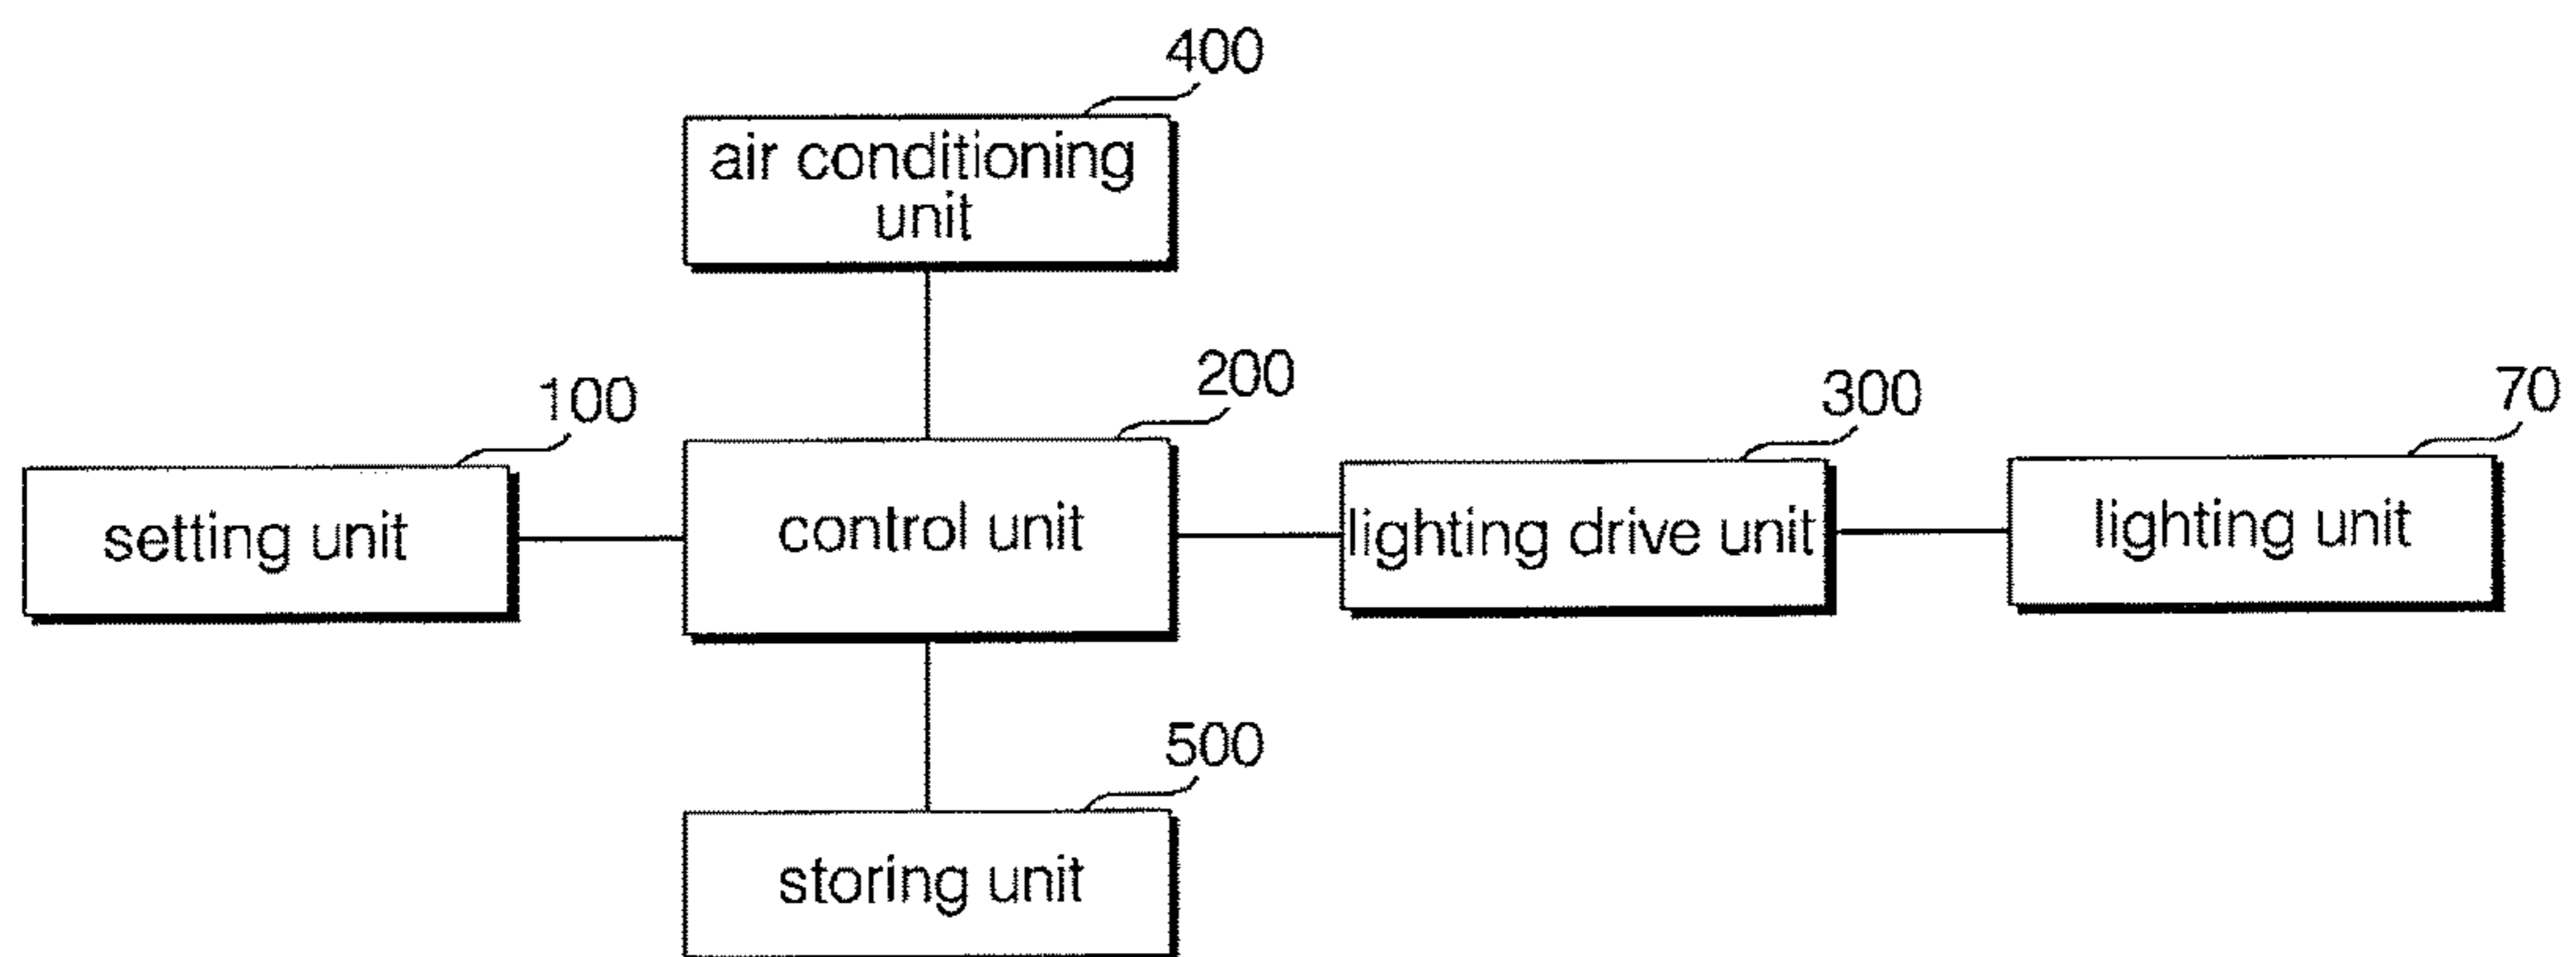 400
air conditioning
unit
100
200
300
70
setting unit
control unit
lighting drive unit
lighting unit
500
storing unit